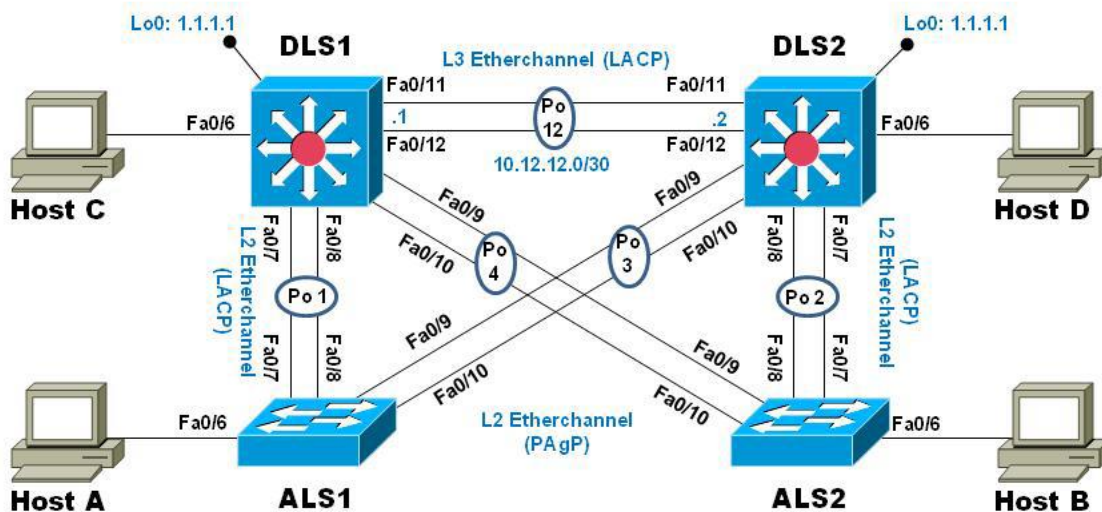 Lo0: 1.1.1.1
Lo0: 1.1.1.1
DLS1
DLS2
L3 Etherchannel (LACP)
Fa0/11
Fa0/11
Fa0/6
.1
Po
12
.2
Fa0/6
Fa0/12
Fa0/12
10.12.12.0/30
Host C
Host D
Fa0/9
Fa0/9
Fa0/7
Fa0/8
Fa0/10
Po
4
Po
3
Fa0/10
Fa0/8
Fa0/7
L2 Etherchannel
(LACP)
Po 1
Po 2
(LACP)
L2 Etherchannel
Fa0/7
Fa0/8
Fa0/9
Fa0/9
Fa0/8
Fa0/7
Fa0/10
Fa0/10
Fa0/6
L2 Etherchannel
(PAgP)
Fa0/6
Host A
ALS1
ALS2
Host B